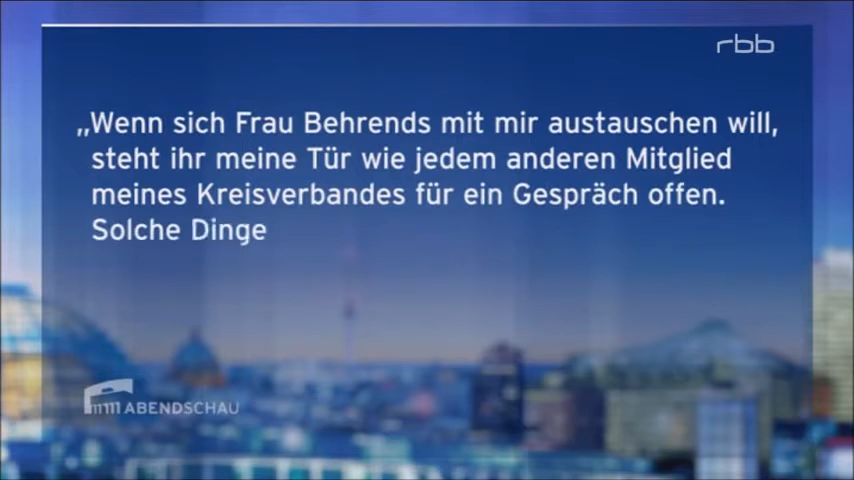 rbb
„Wenn sich Frau Behrends mit mir austauschen will,
steht ihr meine Tür wie jedem anderen Mitglied
meines Kreisverbandes für ein Gespräch offen.
Solche Dinge
ABENDSCHAU